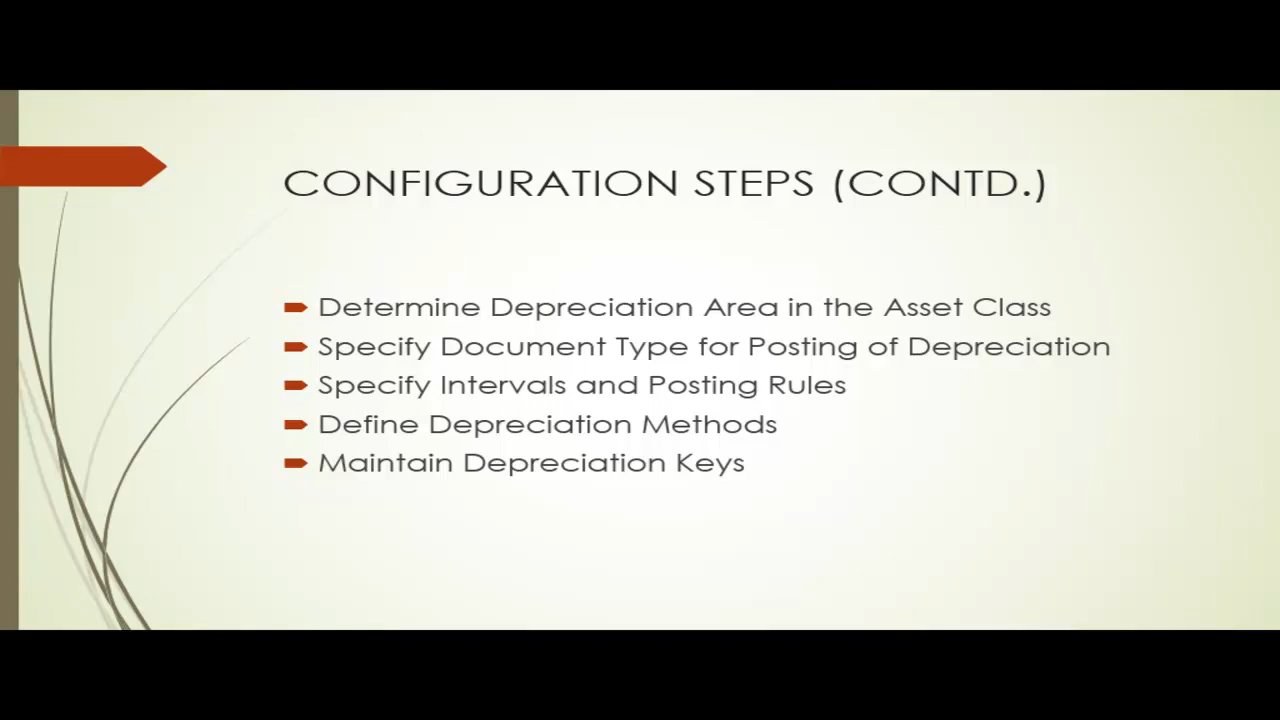 CONFIGURATION STEPS (CONTD.)
Determine Depreciation Area in the Asset Class
Specify Document Type for Posting of Depreciation
Specify Intervals and Posting Rules
Define Depreciation Methods
Maintain Depreciation Keys